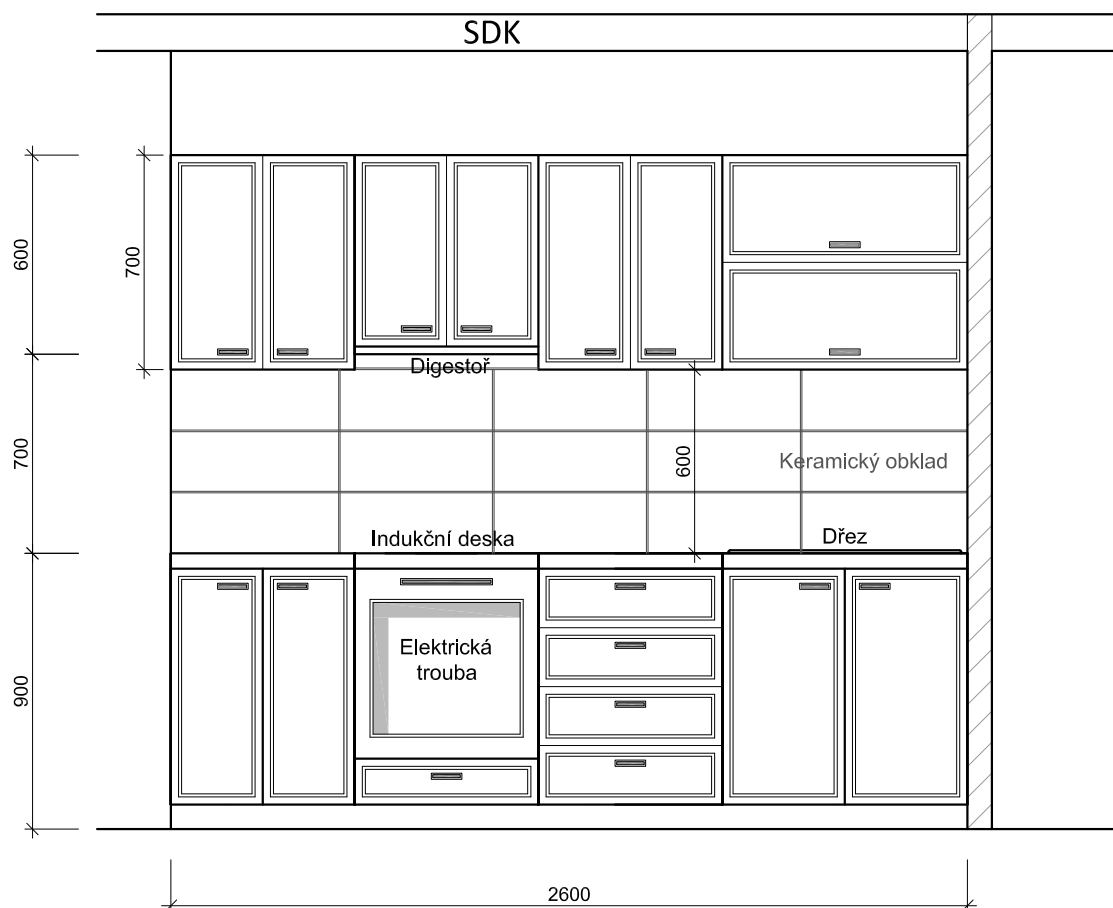 SDK
600
700
Digestoř
700
600
Keramický obklad
Indukční deska
Dřez
Elektrická
trouba
900
2600